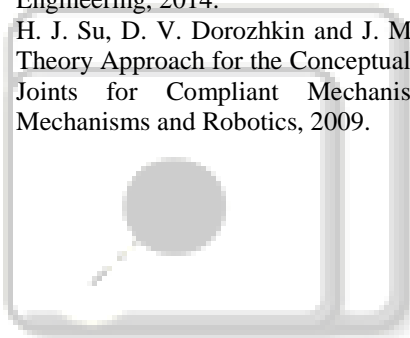 Engineering, 2014.
H. J. Su, D. V. Dorozhkin and J. M
Theory Approach for the Conceptual
Joints for Compliant Mechanis
Mechanisms and Robotics, 2009.